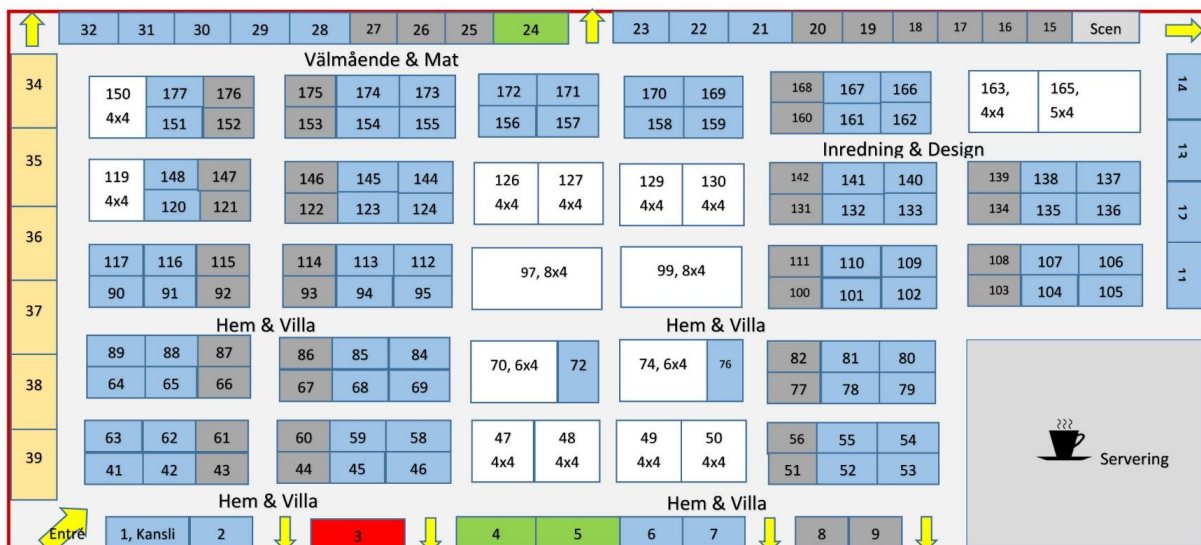 32 31 30 29 28 27 26 25 24 23 22 21 20 19 18 17 16 15 Scen
Välmående & Mat
34 150 177 176 175 174 173 172 171 170 169 168 167 166 163, 165, 14
4x4 151 152 153 154 155 156 157 158 159 160 161 162 4x4 5x4
Inredning & Design
35 119 148 147 146 145 144 126 127 129 130 142 141 140 139 138 137 13
4x4 120 121 122 123 124 4x4 4x4 4x4 4x4 131 132 133 134 135 136 12
36 117 116 115 114 113 112 97, 8x4 99, 8x4 111 110 109 108 107 106 11
90 91 92 93 94 95 100 101 102 103 104 105
37 Hem & Villa Hem & Villa
89 88 87 86 85 84 70, 6x4 72 74, 6x4 76 82 81 80
38 64 65 66 67 68 69 77 78 79
39 63 62 61 60 59 58 47 48 49 50 56 55 54
41 42 43 44 45 46 4x4 4x4 4x4 4x4 51 52 53 Servering
Hem & Villa Hem & Villa
Entré 1, Kansli 2 3 4 5 6 7 8 9